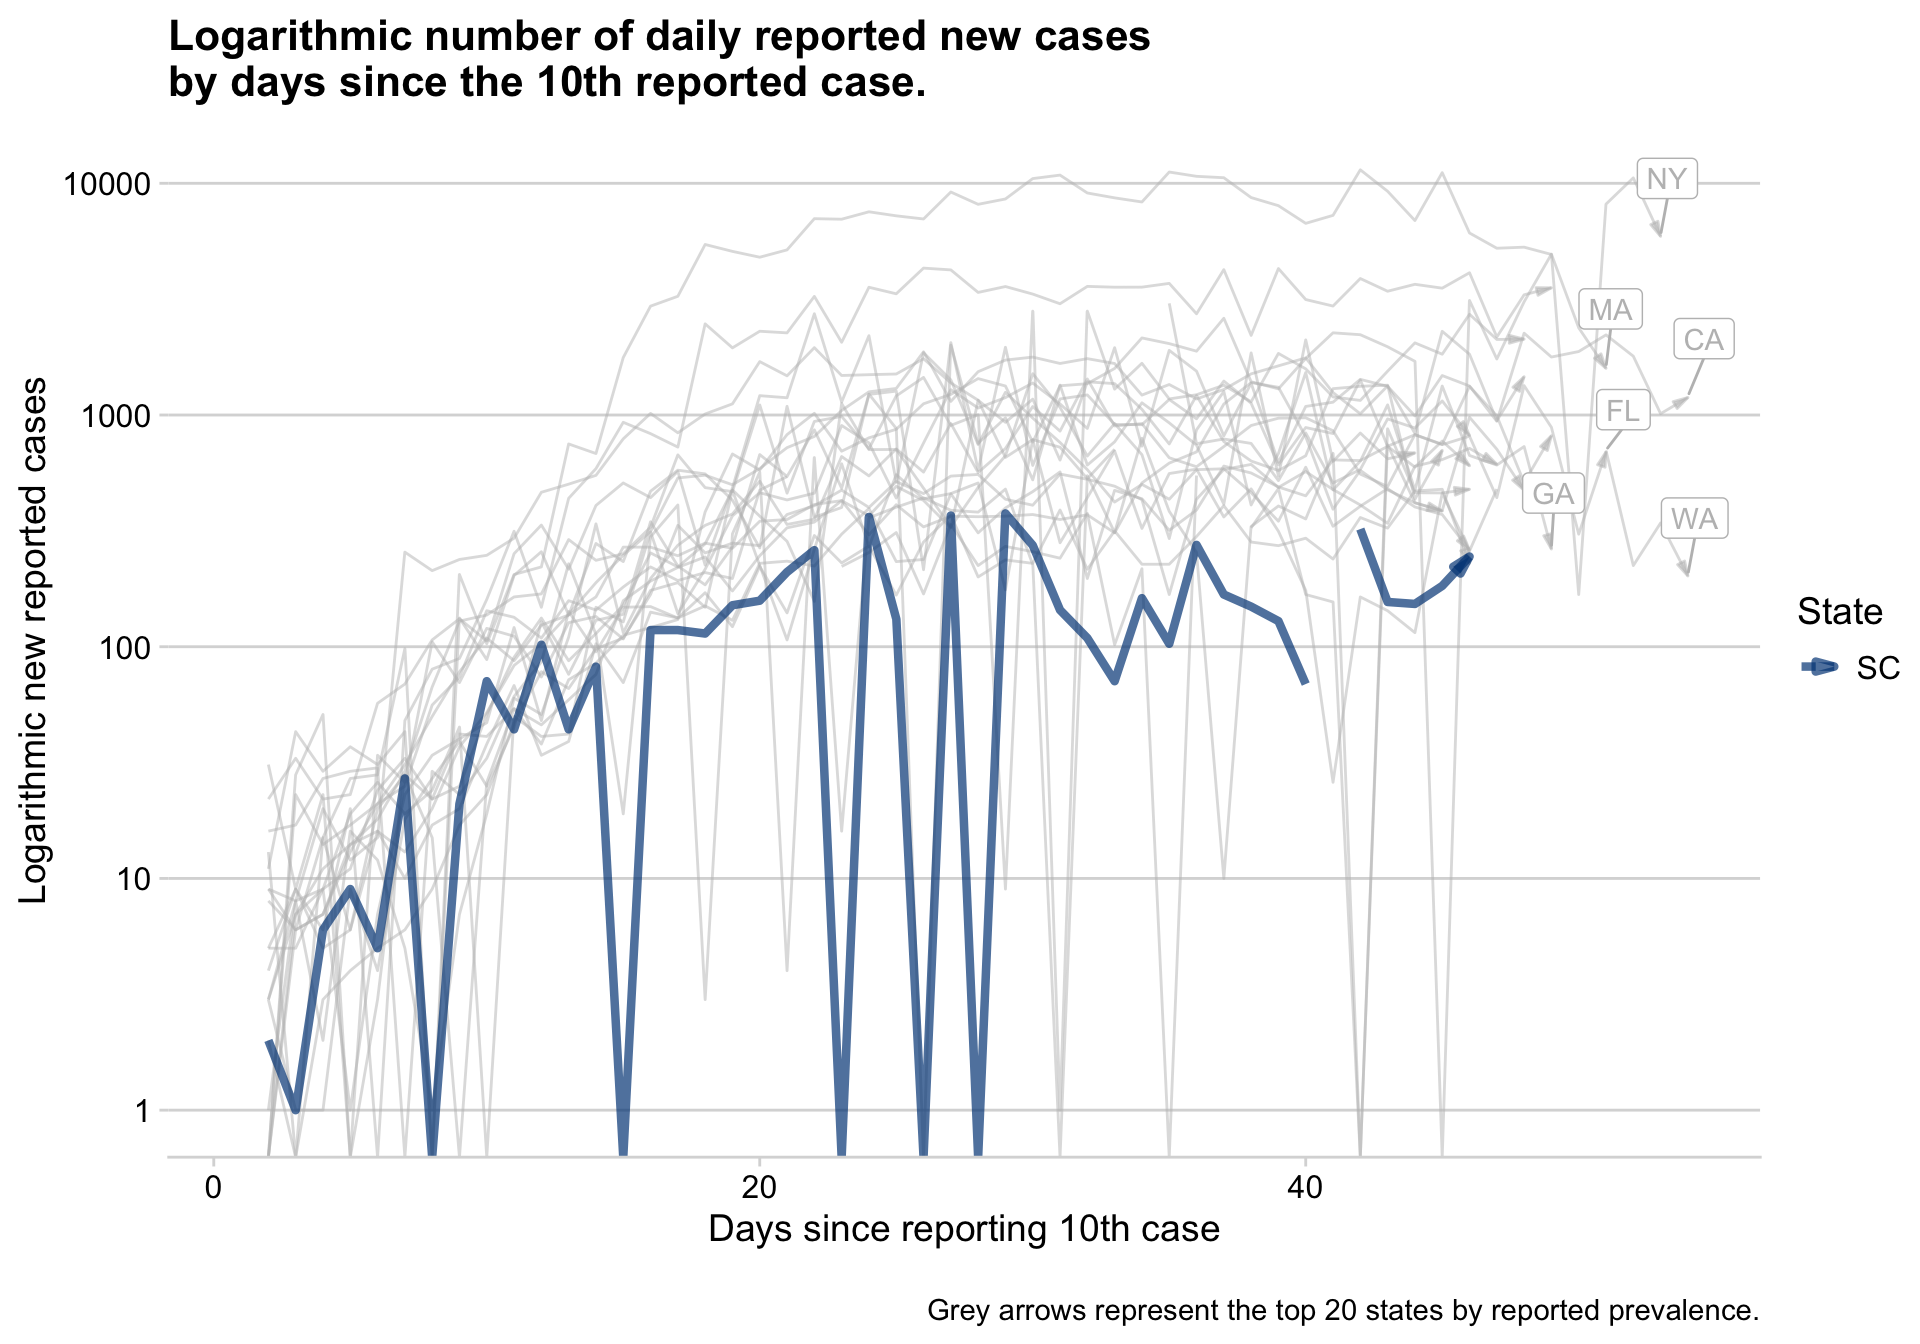 Logarithmic number of daily reported new cases
by days since the 10th reported case.
Logarithmic new reported cases
10000
1000
100
10
1
NY
MA
CA
FL
GA
WA
State
SC
0
20
40
Days since reporting 10th case
Grey arrows represent the top 20 states by reported prevalence.